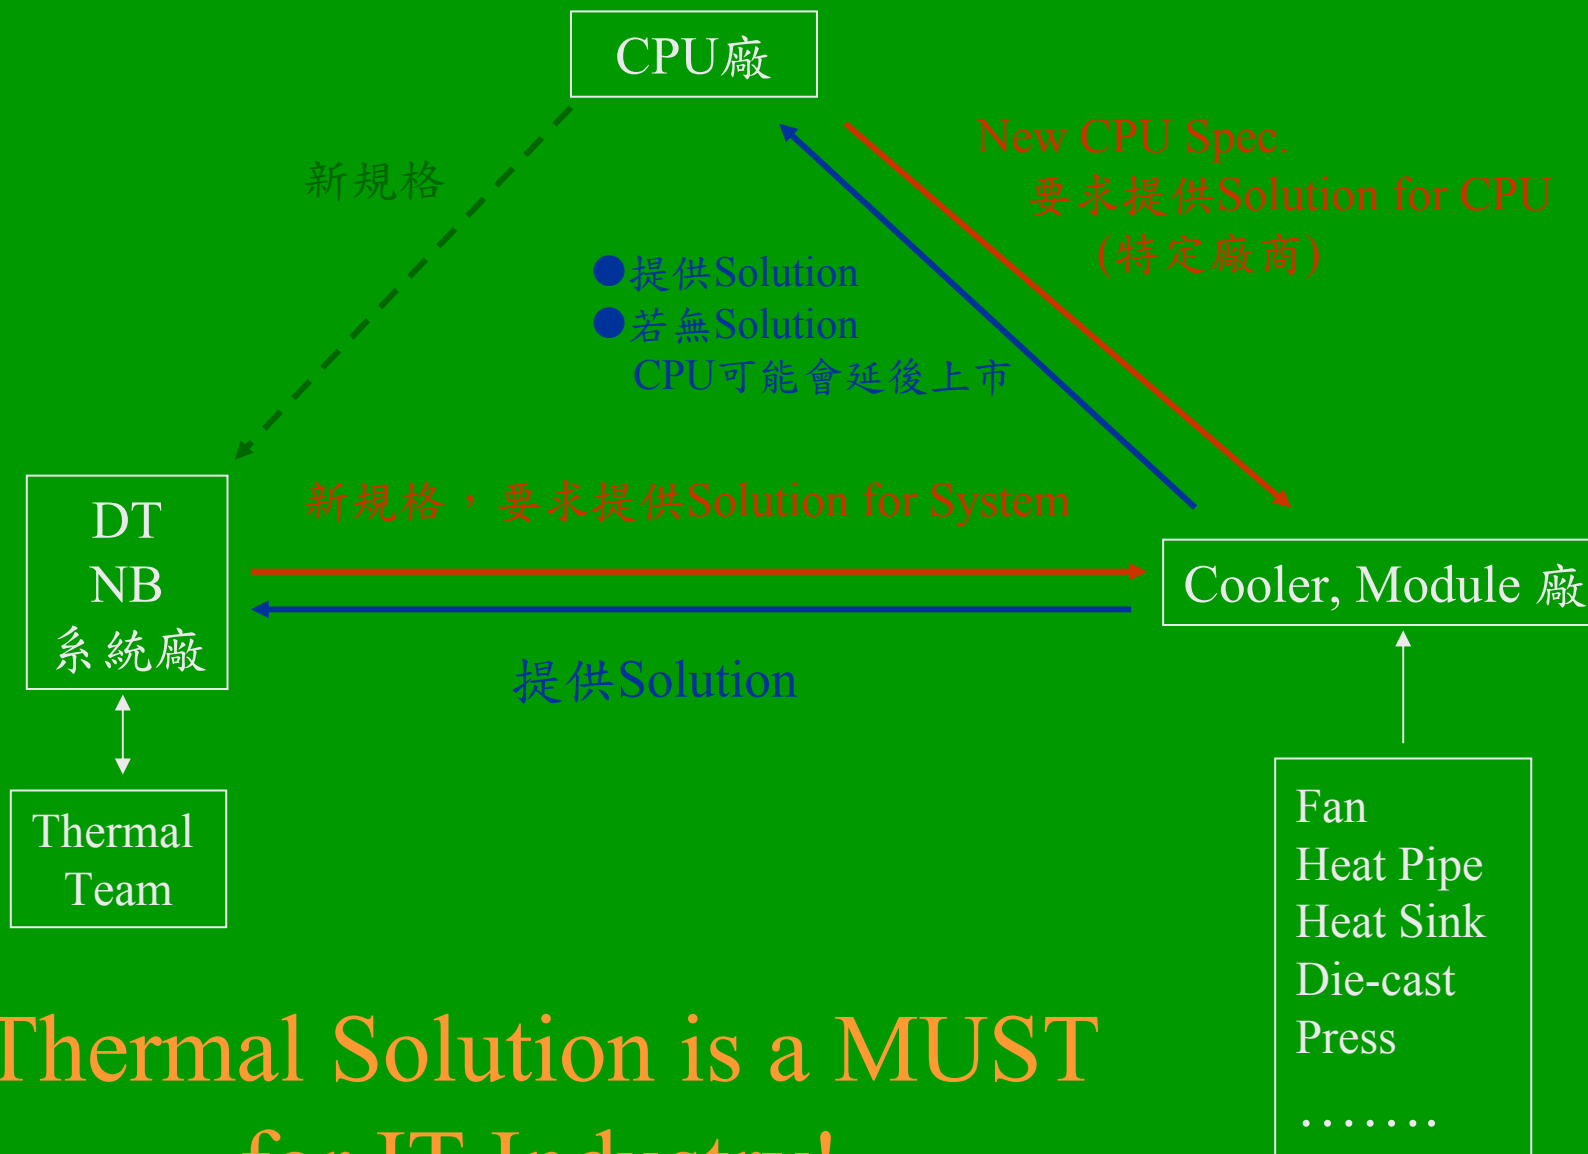 CPU廠
New CPU Spec.
要求提供Solution for CPU
(特定廠商)
新規格
●提供Solution
●若無Solution
CPU可能會延後上市
新規格，要求提供Solution for System
DT
NB
系統廠
Cooler, Module 廠
提供Solution
Thermal
Team
Fan
Heat Pipe
Heat Sink
Die-cast
Press
.......
Thermal Solution is a MUST
for IT Industry!